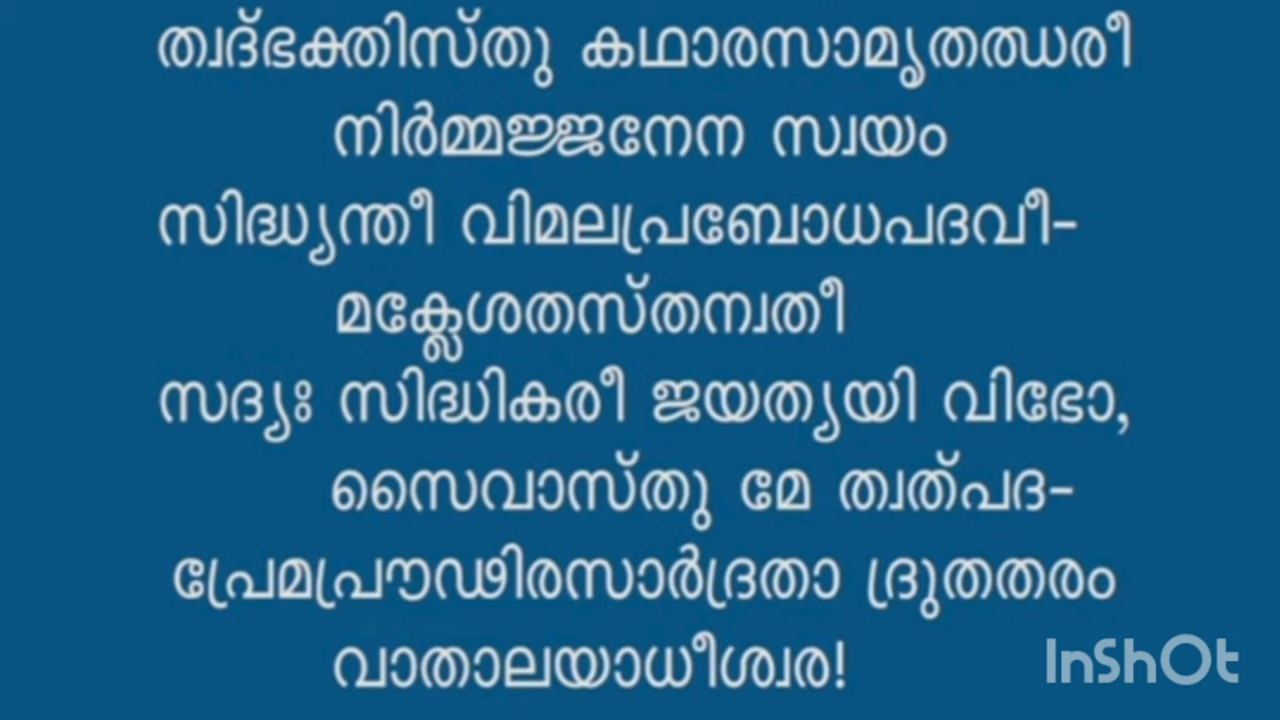 ത്വദ്ഭക്തിസ്തു കഥാരസാമൃതഝരീ
നിർമ്മജ്ജനേന സ്വയം
സിദ്ധ്യന്തീ വിമലപ്രബോധപദവീ-
മക്ലേശതസ്തന്വതീ
സദ്യഃ സിദ്ധികരീ ജയത്യയി വിഭോ,
സൈവാസ്തു മേ ത്വത്പദ-
പ്രേമപ്രൗഢിരസാർദ്രതാ ദ്രുതതരം
വാതാലയാധീശ്വര!
InShOt